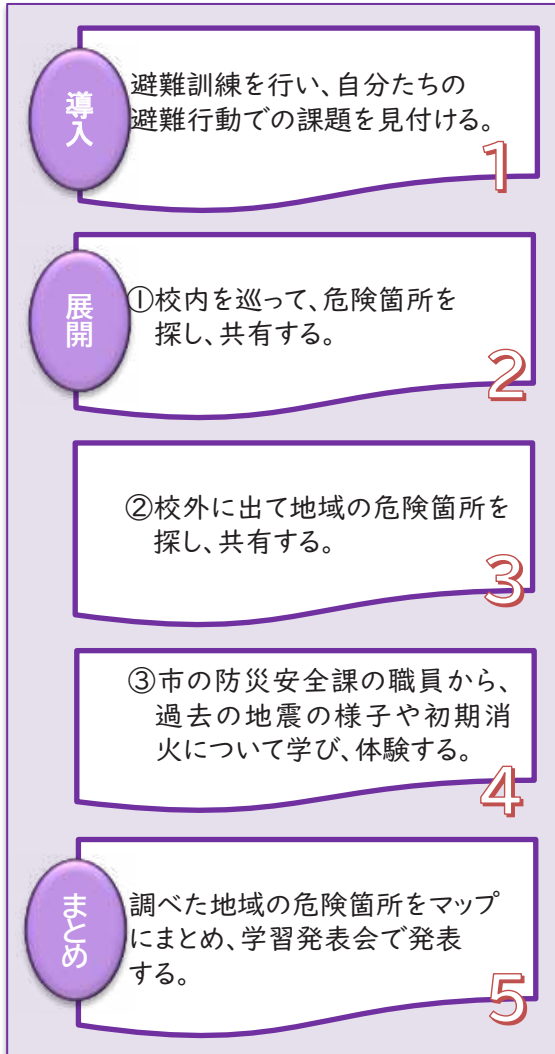 導入
避難訓練を行い、自分たちの
避難行動での課題を見付ける。
1
展開
①校内を巡って、危険箇所を
探し、共有する。
2
②校外に出て地域の危険箇所を
探し、共有する。
3
③市の防災安全課の職員から、
過去の地震の様子や初期消
火について学び、体験する。
4
まとめ
調べた地域の危険箇所をマップ
にまとめ、学習発表会で発表
する。
5